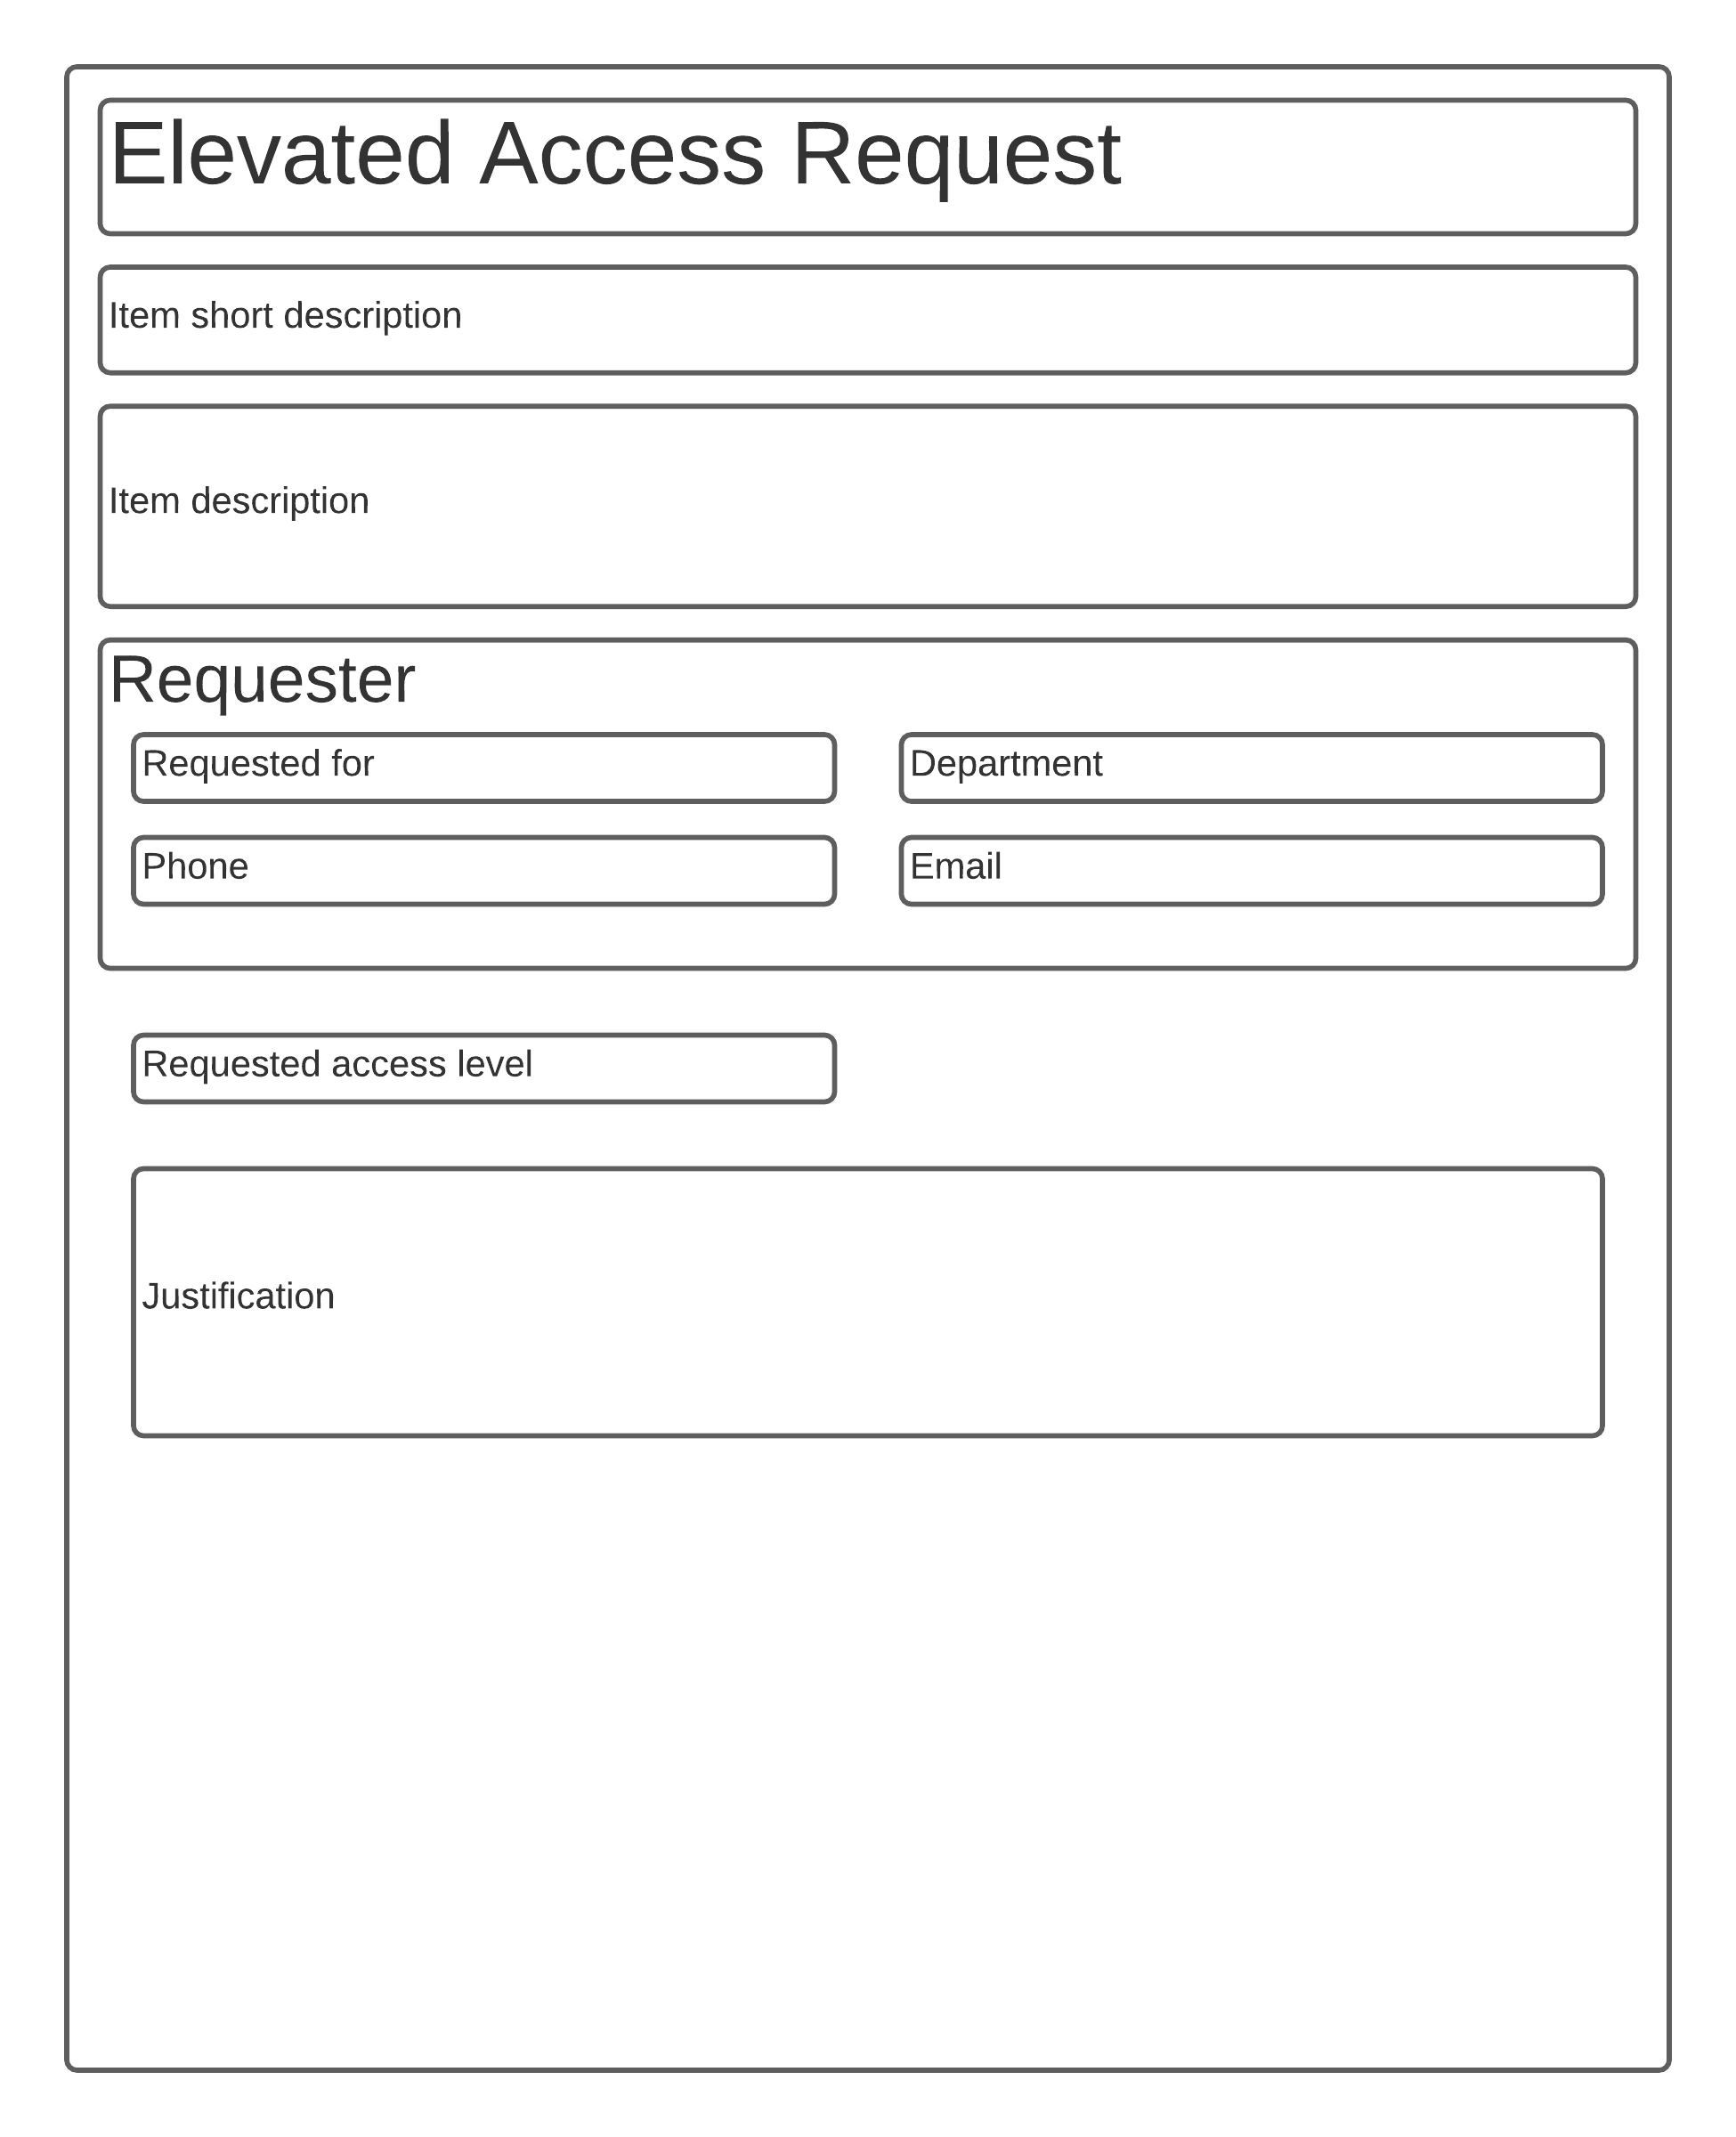 Elevated Access Request
Item short description
Item description
Requester
Requested for
Department
Phone
Email
Requested access level
Justification